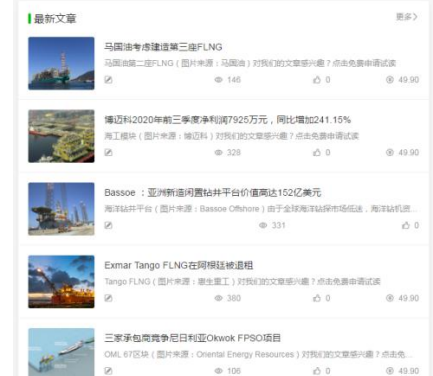 最新文章
更多>
马国油考虑建造第三座FLNG
马国油第二座FLNG（图片来源：马国油）对我们的文章感兴趣？点击免费申请试读
146 0 49.90
博迈科2020年前三季度净利润7925万元，同比增加241.15%
海工模块（图片来源：博迈科）对我们的文章感兴趣？点击免费申请试读
328 0 49.90
Bassoe ：亚洲新造闲置钻井平台价值高达152亿美元
海洋钻井平台（图片来源：Bassoe Offshore）由于全球海洋钻探市场低迷，海洋钻机资...
331 0
Exmar Tango FLNG在阿根廷被退租
Tango FLNG（图片来源：惠生重工）对我们的文章感兴趣？点击免费申请试读
380 0 49.90
三家承包商竞争尼日利亚Okwok FPSO项目
OML 67区块（图片来源：Oriental Energy Resources）对我们的文章感兴趣？点击免...
106 0 49.90